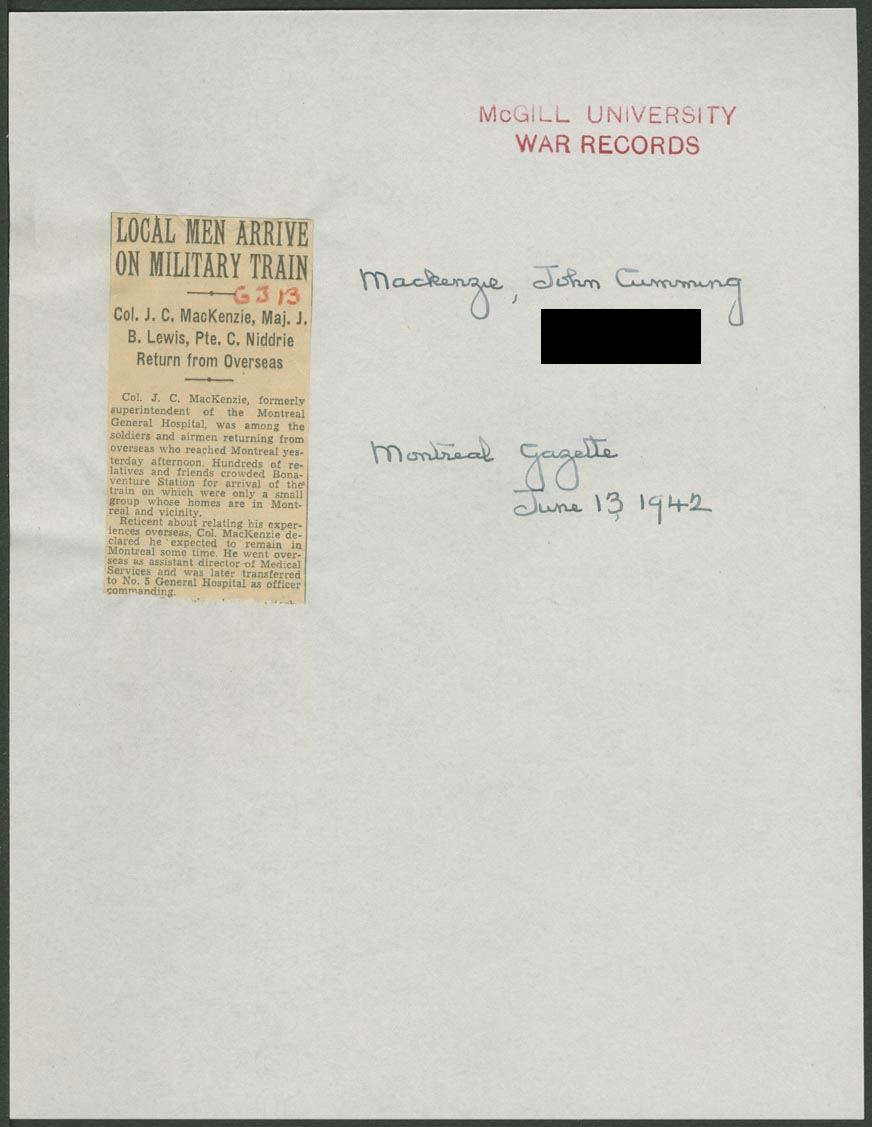 McGILL UNIVERSITY
WAR RECORDS
LOCAL MEN ARRIVE
ON MILITARY TRAIN
G J 13
Col. J. C. MacKenzie, Maj. J.
B. Lewis, Pte. C. Niddrie
Return from Overseas
Col. J. C. MacKenzie, formerly
superintendent of the Montreal
General Hospital, was among the
soldiers and airmen returning from
overseas who reached Montreal yes-
terday afternoon. Hundreds of re-
latives and friends crowded Bona-
venture Station for arrival of the
train on which were only a small
group whose homes are in Mont-
real and vicinity.
Reticent about relating his exper-
iences overseas, Col. MacKenzie de-
clared he expected to remain in
Montreal some time. He went over-
seas as assistant director of Medical
Services and was later transferred
to No. 5 General Hospital as officer
commanding.
Mackenzie, John Cumming
Montreal Gazette
June 13, 1942